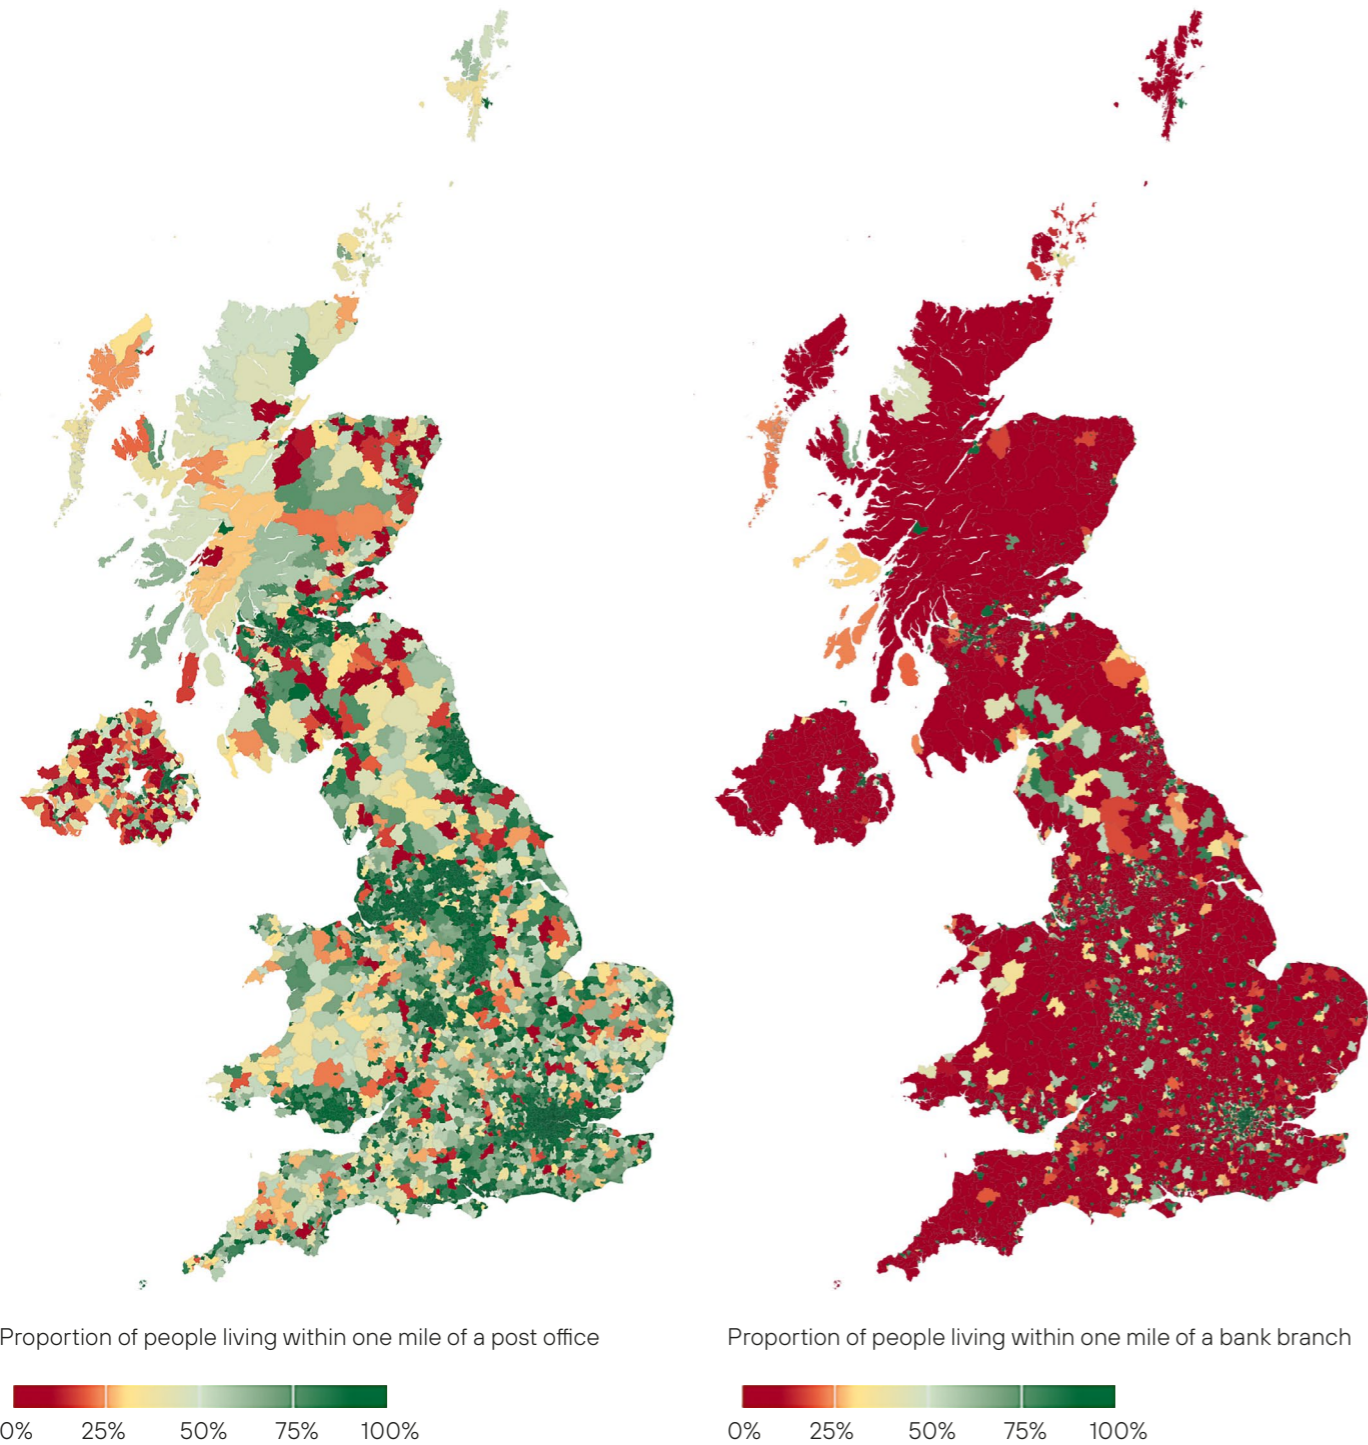 Proportion of people living within one mile of a post office
0% 25% 50% 75% 100%
Proportion of people living within one mile of a bank branch
0% 25% 50% 75% 100%